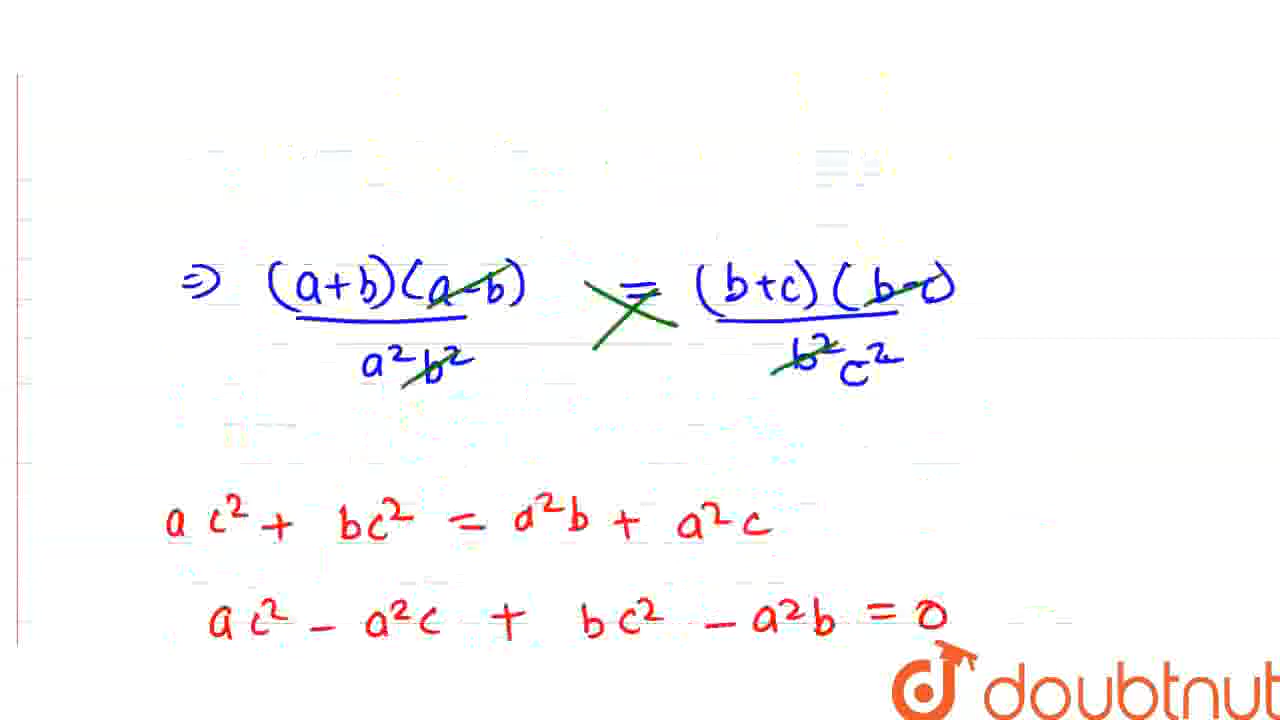 ⇒ (a+b)(a-b) = (b+c)(b-c)
a²b² b²c²
ac² + bc² = a²b + a²c
ac² - a²c + bc² - a²b = 0
doubtnut